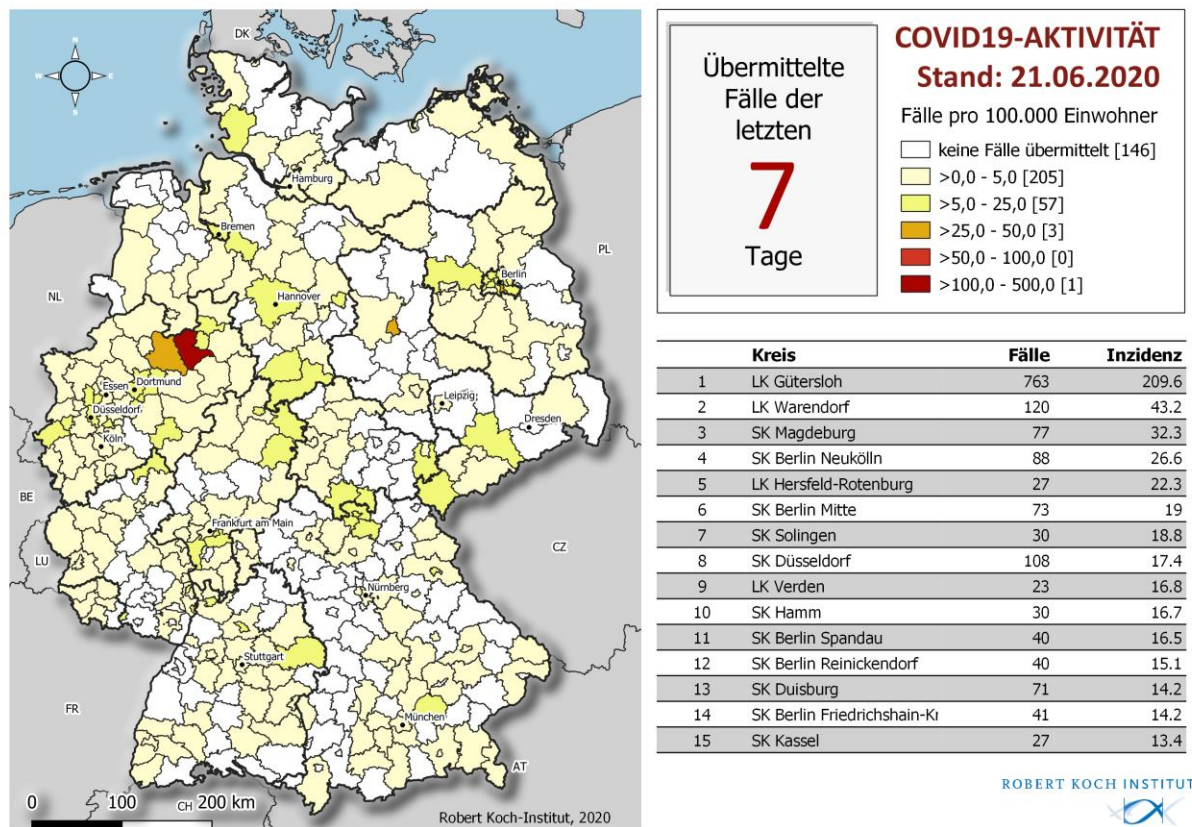 DK
N
W
E
S
Hamburg
Bremen
PL
Berlin
NL
Hannover
Essen
Dortmund
Düsseldorf
Leipzig
Dresden
Köln
BE
Frankfurt am Main
CZ
LU
Nürnberg
Stuttgart
FR
München
AT
CH
0 100 200 km
Robert Koch-Institut, 2020
Übermittelte
Fälle der
letzten
7
Tage
COVID19-AKTIVITÄT
Stand: 21.06.2020
Fälle pro 100.000 Einwohner
keine Fälle übermittelt [146]
>0,0 - 5,0 [205]
>5,0 - 25,0 [57]
>25,0 - 50,0 [3]
>50,0 - 100,0 [0]
>100,0 - 500,0 [1]
Kreis Fälle Inzidenz
1 LK Gütersloh 763 209.6
2 LK Warendorf 120 43.2
3 SK Magdeburg 77 32.3
4 SK Berlin Neukölln 88 26.6
5 LK Hersfeld-Rotenburg 27 22.3
6 SK Berlin Mitte 73 19
7 SK Solingen 30 18.8
8 SK Düsseldorf 108 17.4
9 LK Verden 23 16.8
10 SK Hamm 30 16.7
11 SK Berlin Spandau 40 16.5
12 SK Berlin Reinickendorf 40 15.1
13 SK Duisburg 71 14.2
14 SK Berlin Friedrichshain-Kr 41 14.2
15 SK Kassel 27 13.4
ROBERT KOCH INSTITUT